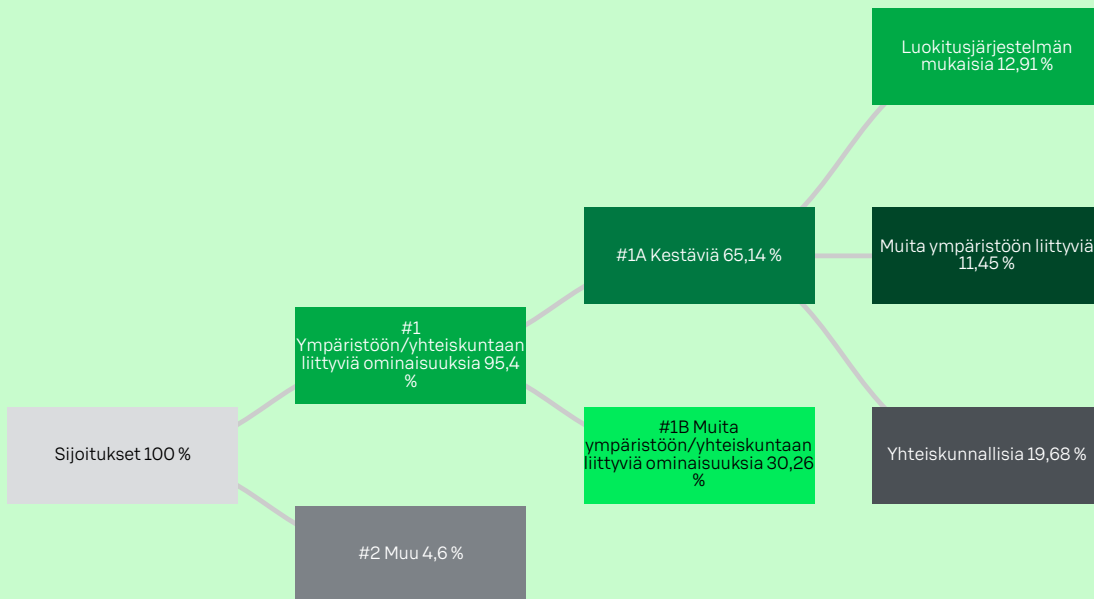 Luokitusjärjestelmän
mukaisia 12,91 %
Muita ympäristöön liittyviä
11,45 %
#1A Kestäviä 65,14 %
#1
Ympäristöön/yhteiskuntaan
liittyviä ominaisuuksia 95,4
%
Sijoitukset 100 %
#1B Muita
ympäristöön/yhteiskuntaan
liittyviä ominaisuuksia 30,26
%
Yhteiskunnallisia 19,68 %
#2 Muu 4,6 %